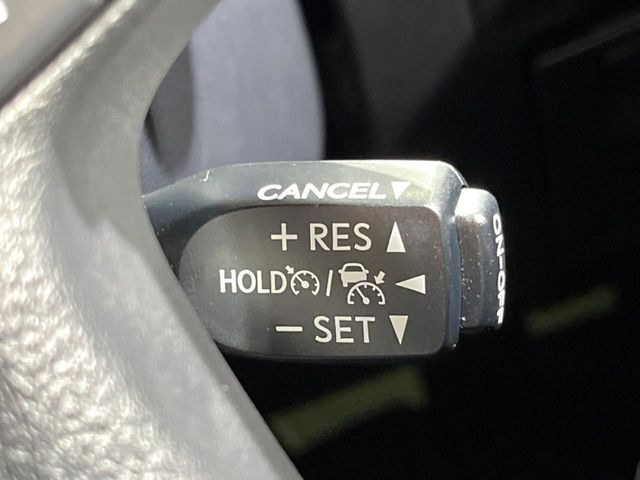 CANCEL▼
+ RES ▲
HOLD / ◀
− SET ▼
ON-OFF